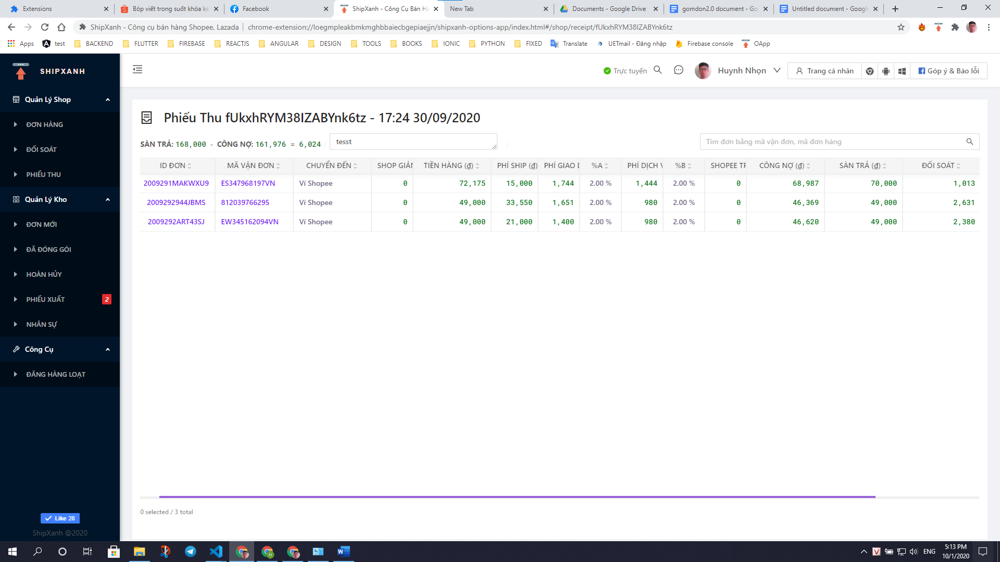 Extensions
Bóp viết trong suốt khóa ké
Facebook
ShipXanh - Công Cụ Bán Hà
New Tab
Documents - Google Drive
gomdon2.0 document - Go
Untitled document - Google
ShipXanh - Công cụ bán hàng Shopee, Lazada
chrome-extension://loegmpleakbmkmghbbaiecbgepiaejjn/shipxanh-options-app/index.html#/shop/receipt/fUkxhRYM38IZABYnk6tz
Apps test BACKEND FLUTTER FIREBASE REACTJS ANGULAR DESIGN TOOLS BOOKS IONIC PYTHON FIXED Translate UETmail - Đăng nhập Firebase console OApp
SHIPXANH
Quản Lý Shop
ĐƠN HÀNG
ĐỐI SOÁT
PHIẾU THU
Quản Lý Kho
ĐƠN MỚI
ĐÃ ĐÓNG GÓI
HOÀN HỦY
PHIẾU XUẤT 2
NHÂN SỰ
Công Cụ
ĐĂNG HÀNG LOẠT
Like 28
ShipXanh @2020
Trực tuyến
Huynh Nhọn
Trang cá nhân
Góp ý & Báo lỗi
Phiếu Thu fUkxhRYM38IZABYnk6tz - 17:24 30/09/2020
SÀN TRẢ: 168,000 - CÔNG NỢ: 161,976 = 6,024
tesst
Tìm đơn bằng mã vận đơn, mã đơn hàng
ID ĐƠN MÃ VẬN ĐƠN CHUYỂN ĐẾN SHOP GIẢM TIỀN HÀNG (₫) PHÍ SHIP (₫) PHÍ GIAO D %A PHÍ DỊCH V %B SHOPEE TR CÔNG NỢ (₫) SÀN TRẢ (₫) ĐỐI SOÁT
2009291MAKWXU9 ES347968197VN Ví Shopee 0 72,175 15,000 1,744 2.00 % 1,444 2.00 % 0 68,987 70,000 1,013
2009292944JBMS 812039766295 Ví Shopee 0 49,000 33,550 1,651 2.00 % 980 2.00 % 0 46,369 49,000 2,631
2009292ART43SJ EW345162094VN Ví Shopee 0 49,000 21,000 1,400 2.00 % 980 2.00 % 0 46,620 49,000 2,380
0 selected / 3 total
ENG
5:13 PM
10/1/2020